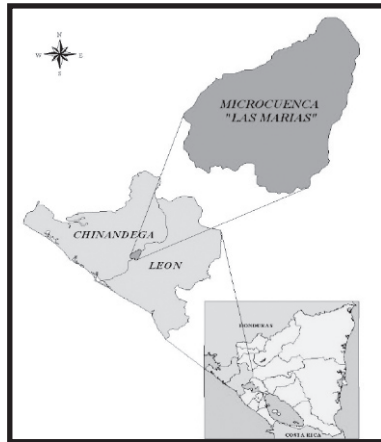 N
W E
S
MICROCUENCA
"LAS MARIAS"
CHINANDEGA
LEON
HONDURAS
COSTA RICA